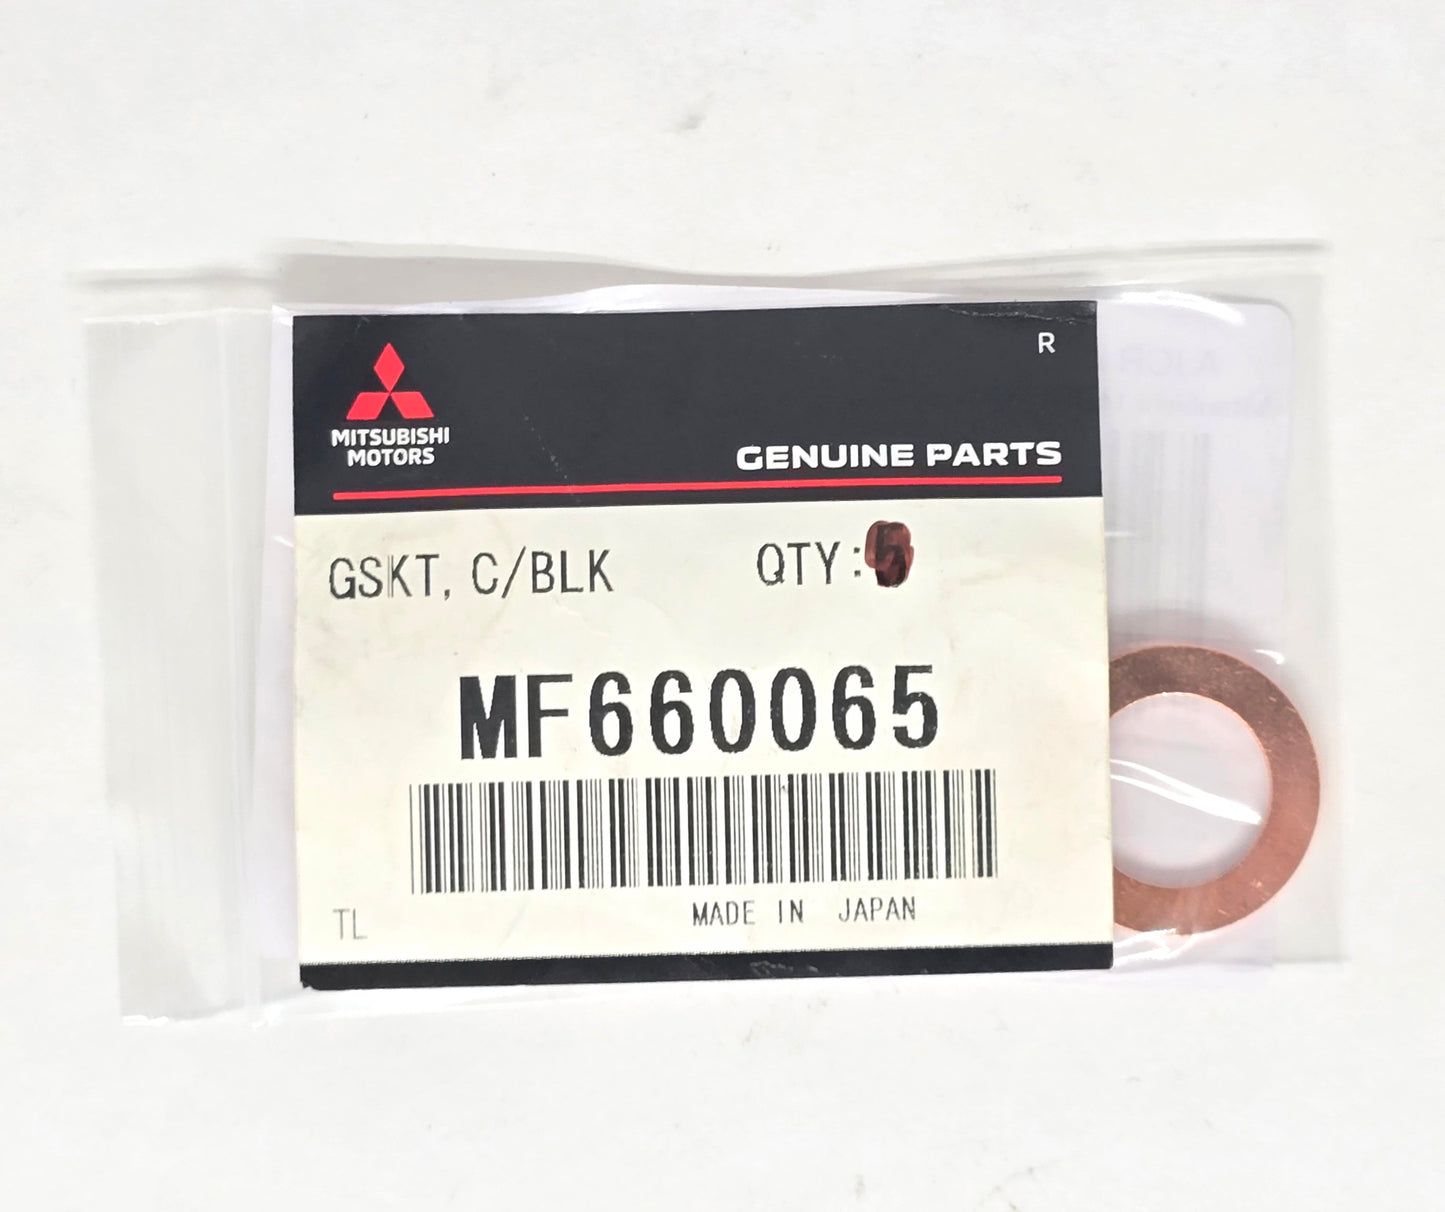 R
MITSUBISHI
MOTORS
GENUINE PARTS
GSKT, C/BLK QTY:
MF660065
TL MADE IN JAPAN